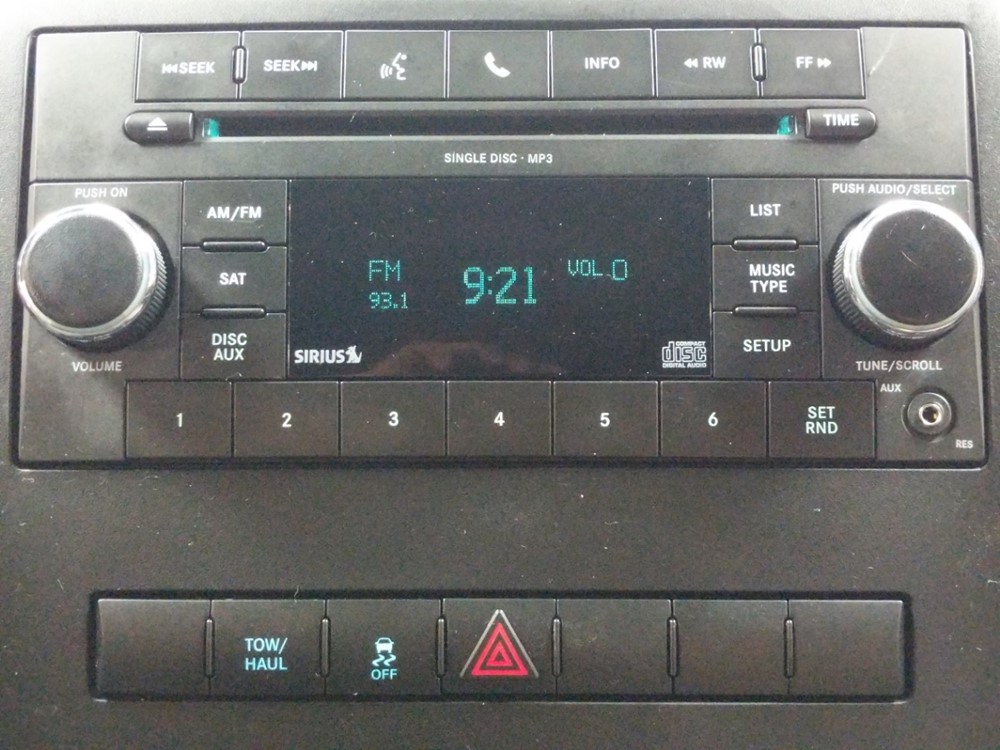 SEEK
SEEK
INFO
RW
FF
TIME
SINGLE DISC · MP3
PUSH ON
AM/FM
LIST
PUSH AUDIO/SELECT
SAT
FM
93.1
9:21
VOL 0
MUSIC
TYPE
DISC
AUX
SIRIUS
COMPACT
disc
DIGITAL AUDIO
SETUP
VOLUME
TUNE/SCROLL
1
2
3
4
5
6
SET
RND
AUX
RES
TOW/
HAUL
OFF